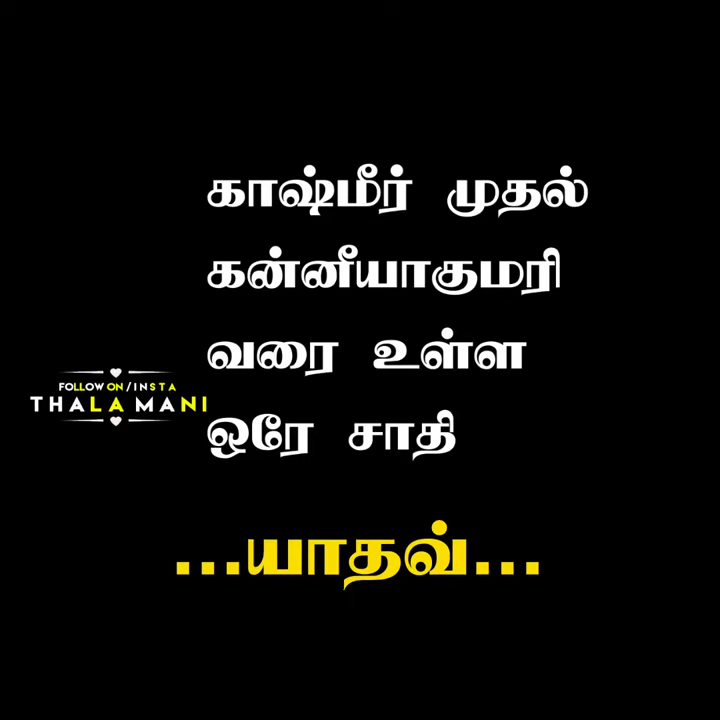 காஷ்மீர் முதல்
கன்னீயாகுமரி
வரை உள்ள
ஒரே சாதி
...யாதவ்...
FOLLOW ON / INSTA
THALA MANI